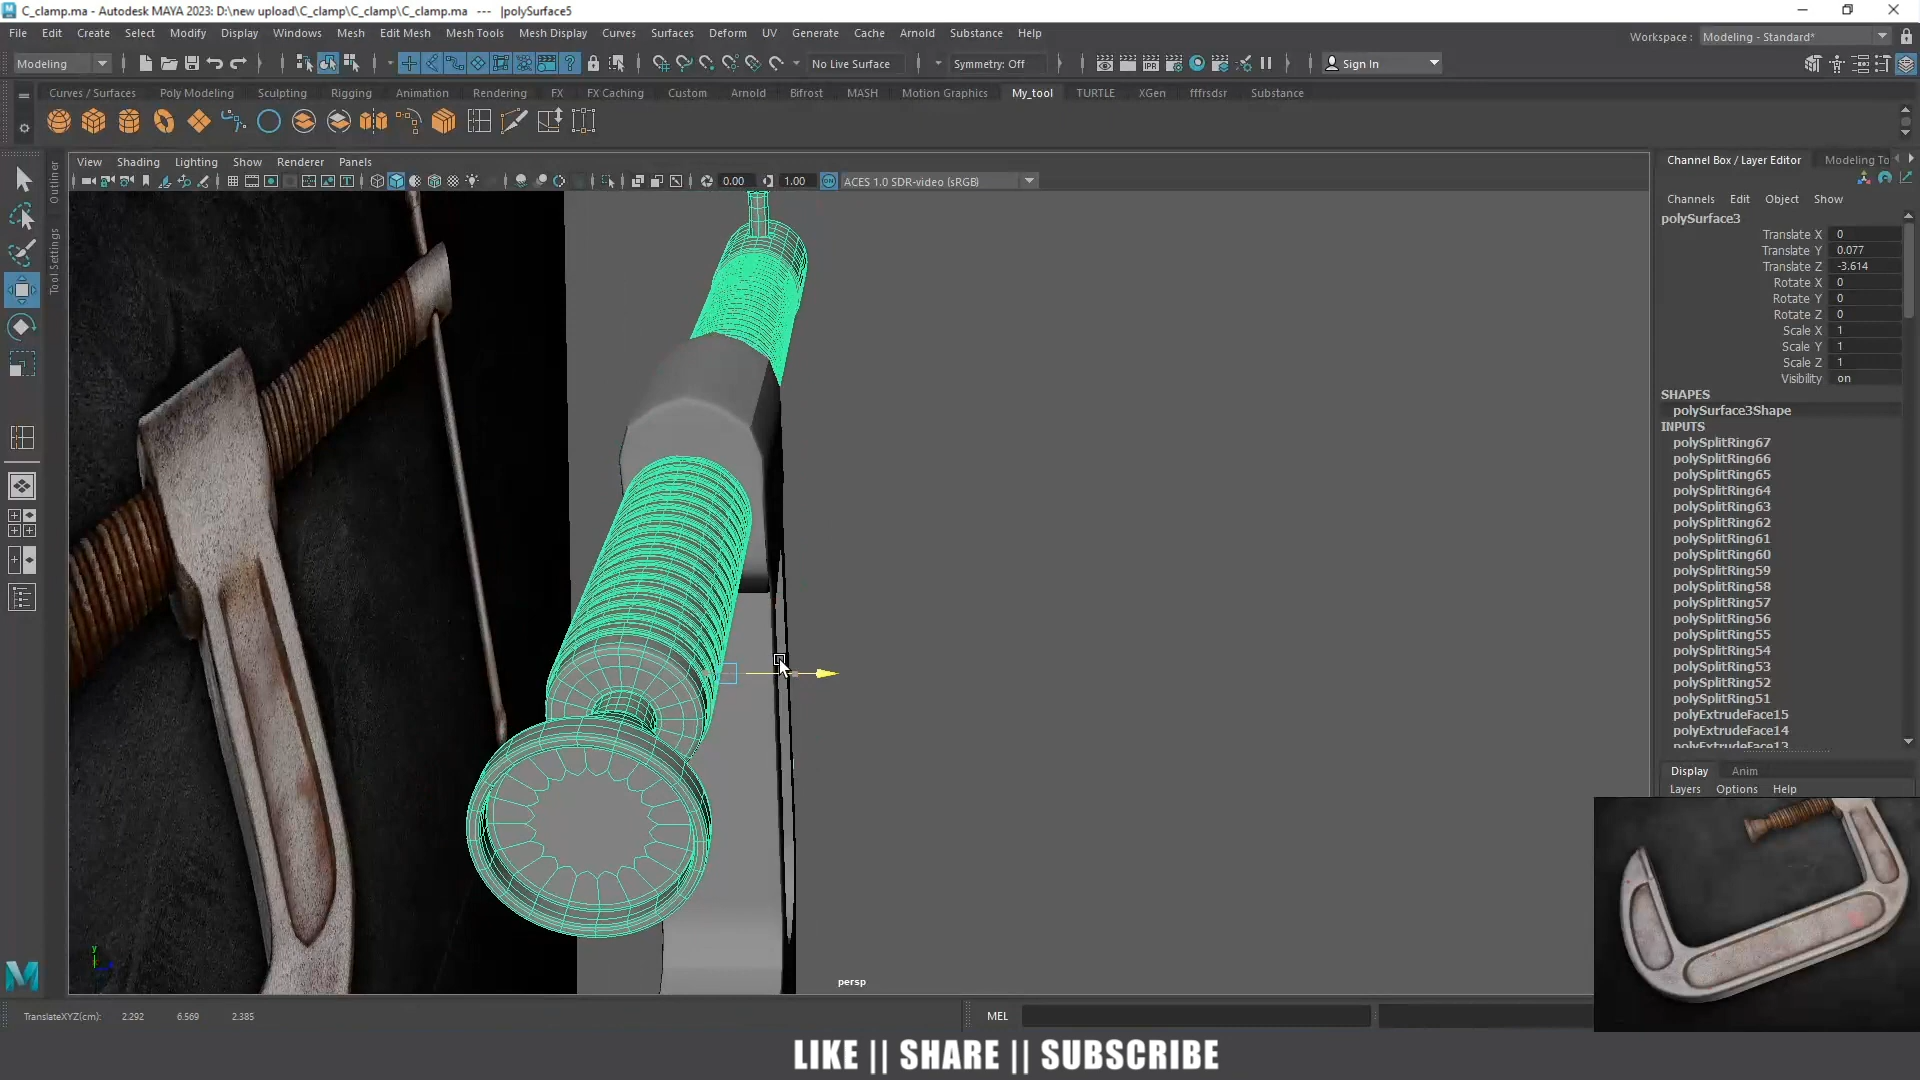 C_clamp.ma - Autodesk MAYA 2023: D:\new upload\C_clamp\C_clamp\C_clamp.ma --- |polySurface5
File Edit Create Select Modify Display Windows Mesh Edit Mesh Mesh Tools Mesh Display Curves Surfaces Deform UV Generate Cache Arnold Substance Help
Workspace : Modeling - Standard*
Modeling
No Live Surface
Symmetry: Off
Sign In
Curves / Surfaces Poly Modeling Sculpting Rigging Animation Rendering FX FX Caching Custom Arnold Bifrost MASH Motion Graphics My_tool TURTLE XGen fffrsdsr Substance
IPR
View Shading Lighting Show Renderer Panels
0.00 1.00 ON ACES 1.0 SDR-video (sRGB)
Outliner
Tool Settings
Channel Box / Layer Editor Modeling To
Channels Edit Object Show
polySurface3
Translate X 0
Translate Y 0.077
Translate Z -3.614
Rotate X 0
Rotate Y 0
Rotate Z 0
Scale X 1
Scale Y 1
Scale Z 1
Visibility on
SHAPES
polySurface3Shape
INPUTS
polySplitRing67
polySplitRing66
polySplitRing65
polySplitRing64
polySplitRing63
polySplitRing62
polySplitRing61
polySplitRing60
polySplitRing59
polySplitRing58
polySplitRing57
polySplitRing56
polySplitRing55
polySplitRing54
polySplitRing53
polySplitRing52
polySplitRing51
polyExtrudeFace15
polyExtrudeFace14
polyExtrudeFace13
Display Anim
Layers Options Help
y
persp
TranslateXYZ(cm): 2.292 6.569 2.385
MEL
LIKE || SHARE || SUBSCRIBE